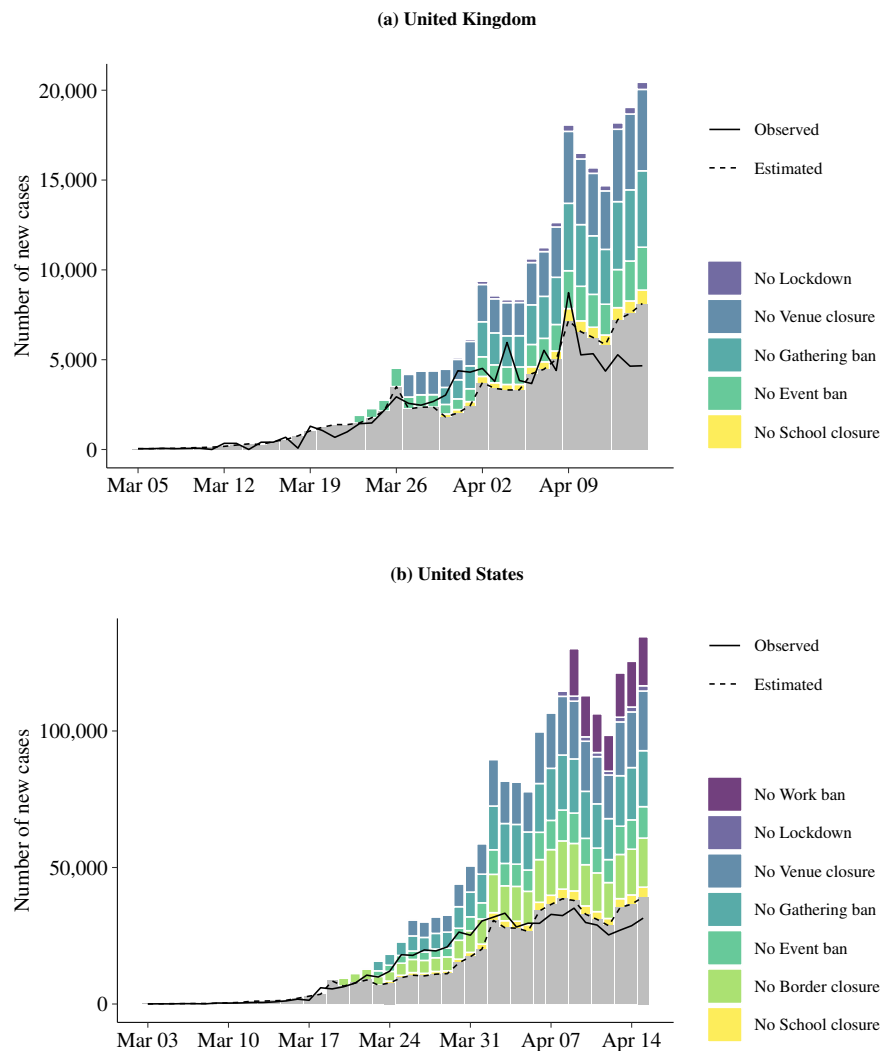 (a) United Kingdom
Number of new cases
20,000
15,000
10,000
5,000
0
Mar 05 Mar 12 Mar 19 Mar 26 Apr 02 Apr 09
Observed
Estimated
No Lockdown
No Venue closure
No Gathering ban
No Event ban
No School closure
(b) United States
Number of new cases
100,000
50,000
0
Mar 03 Mar 10 Mar 17 Mar 24 Mar 31 Apr 07 Apr 14
Observed
Estimated
No Work ban
No Lockdown
No Venue closure
No Gathering ban
No Event ban
No Border closure
No School closure